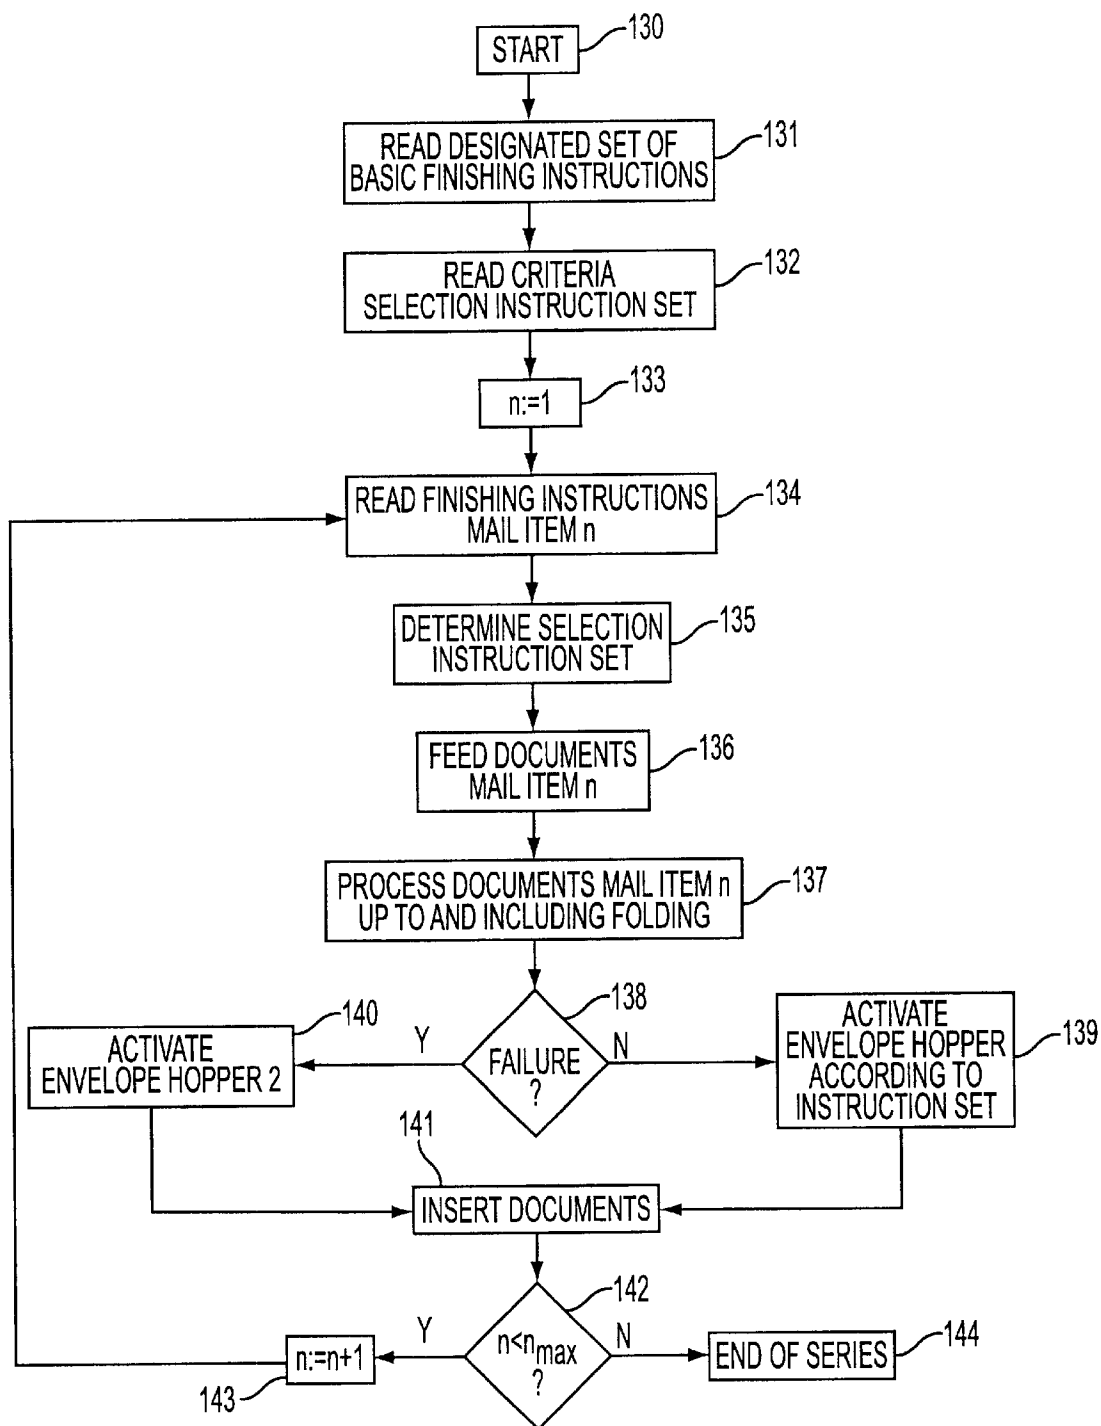 START
130
READ DESIGNATED SET OF
BASIC FINISHING INSTRUCTIONS
131
READ CRITERIA
SELECTION INSTRUCTION SET
132
n:=1
133
READ FINISHING INSTRUCTIONS
MAIL ITEM n
134
DETERMINE SELECTION
INSTRUCTION SET
135
FEED DOCUMENTS
MAIL ITEM n
136
PROCESS DOCUMENTS MAIL ITEM n
UP TO AND INCLUDING FOLDING
137
138
FAILURE
?
Y
N
140
ACTIVATE
ENVELOPE HOPPER 2
ACTIVATE
ENVELOPE HOPPER
ACCORDING TO
INSTRUCTION SET
139
141
INSERT DOCUMENTS
142
n<nmax
?
Y
N
n:=n+1
143
END OF SERIES
144